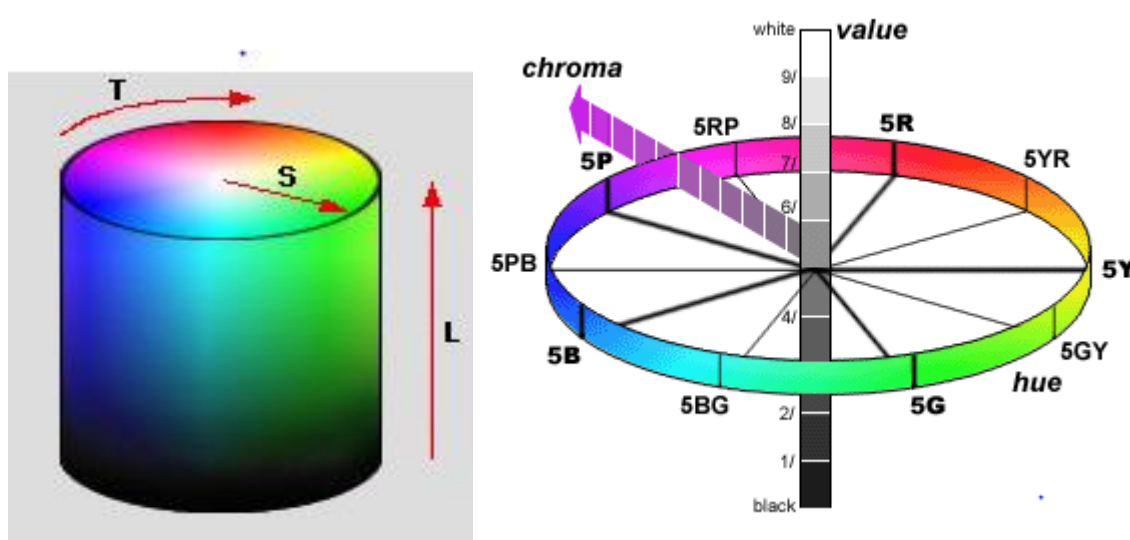 T
S
L
white
value
chroma
9/
8/
5RP
5R
5P
7/
5YR
6/
5PB
5Y
4/
5B
5GY
hue
5BG
5G
2/
1/
black